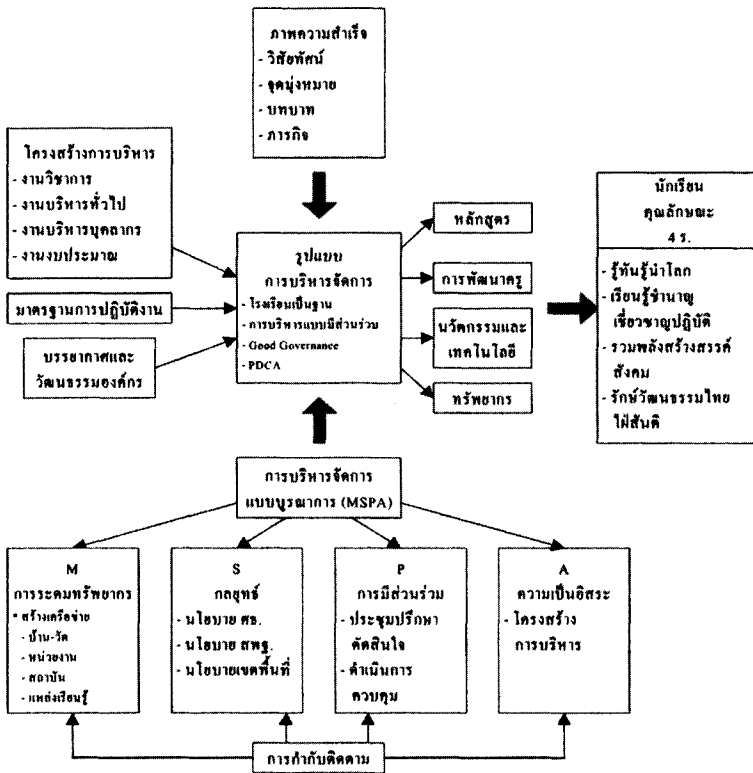 ภาพความสำเร็จ
- วิสัยทัศน์
- จุดมุ่งหมาย
- บทบาท
- ภารกิจ
โครงสร้างการบริหาร
- งานวิชาการ
- งานบริหารทั่วไป
- งานบริหารบุคลากร
- งานงบประมาณ
มาตรฐานการปฏิบัติงาน
บรรยากาศและ
วัฒนธรรมองค์กร
รูปแบบ
การบริหารจัดการ
- โรงเรียนเป็นฐาน
- การบริหารแบบมีส่วนร่วม
- Good Governance
- PDCA
หลักสูตร
การพัฒนาครู
นวัตกรรมและ
เทคโนโลยี
ทรัพยากร
นักเรียน
คุณลักษณะ
4 ร.
- รู้ทันรู้นำโลก
- เรียนรู้ชำนาญ
เชี่ยวชาญปฏิบัติ
- รวมพลังสร้างสรรค์
สังคม
- รักษ์วัฒนธรรมไทย
ใฝ่สันติ
การบริหารจัดการ
แบบบูรณาการ (MSPA)
M
การระดมทรัพยากร
* สร้างเครือข่าย
- บ้าน-วัด
- หน่วยงาน
- สถาบัน
- แหล่งเรียนรู้
S
กลยุทธ์
- นโยบาย ศธ.
- นโยบาย สพฐ.
- นโยบายเขตพื้นที่
P
การมีส่วนร่วม
- ประชุมปรึกษา
ตัดสินใจ
- ดำเนินการ
ควบคุม
A
ความเป็นอิสระ
- โครงสร้าง
การบริหาร
การกำกับติดตาม